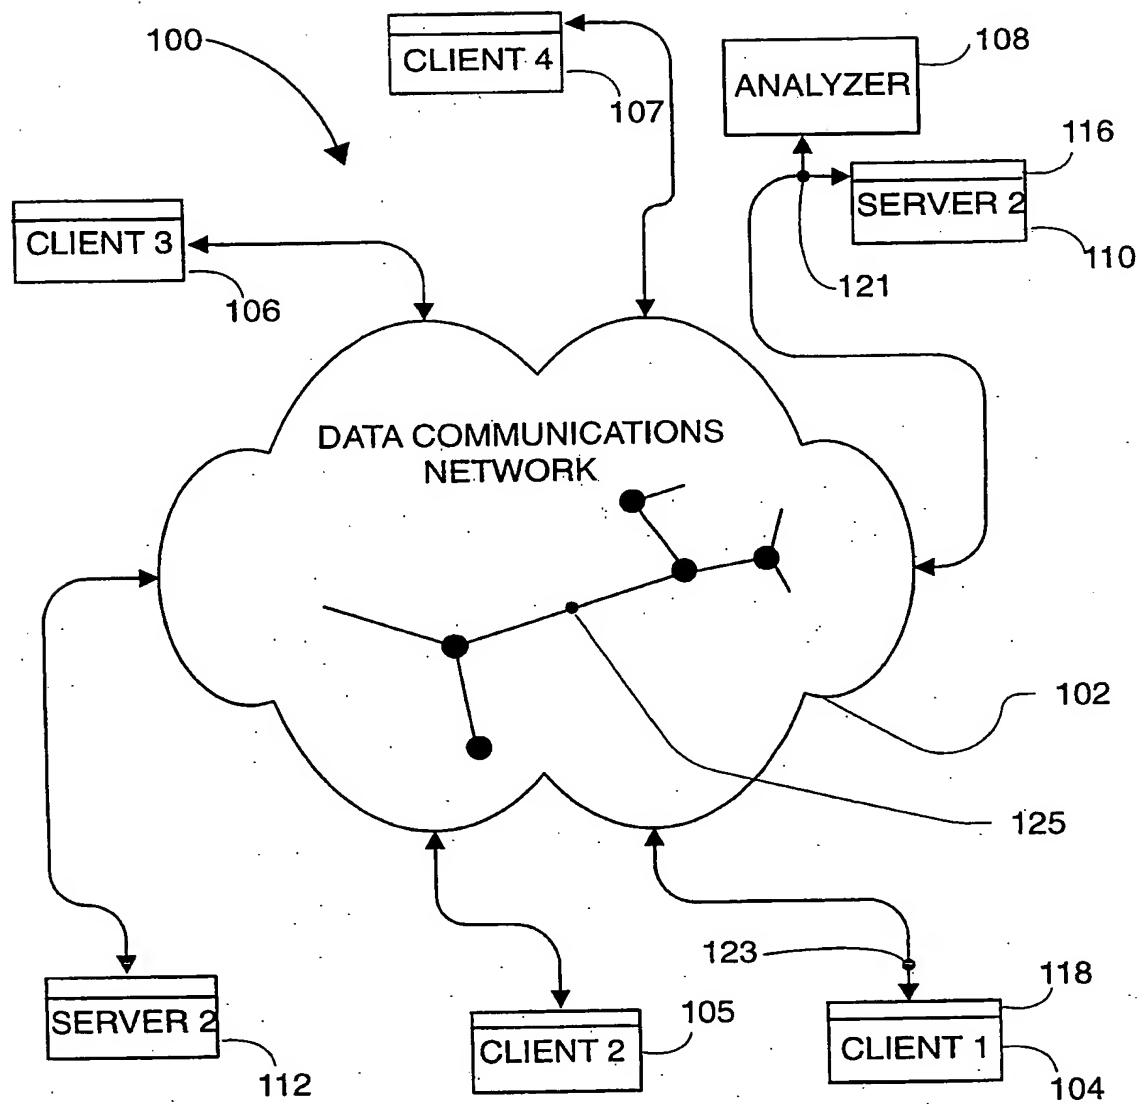 100
CLIENT 4
107
ANALYZER
108
116
SERVER 2
110
121
CLIENT 3
106
DATA COMMUNICATIONS
NETWORK
102
125
123
SERVER 2
112
CLIENT 2
105
118
CLIENT 1
104